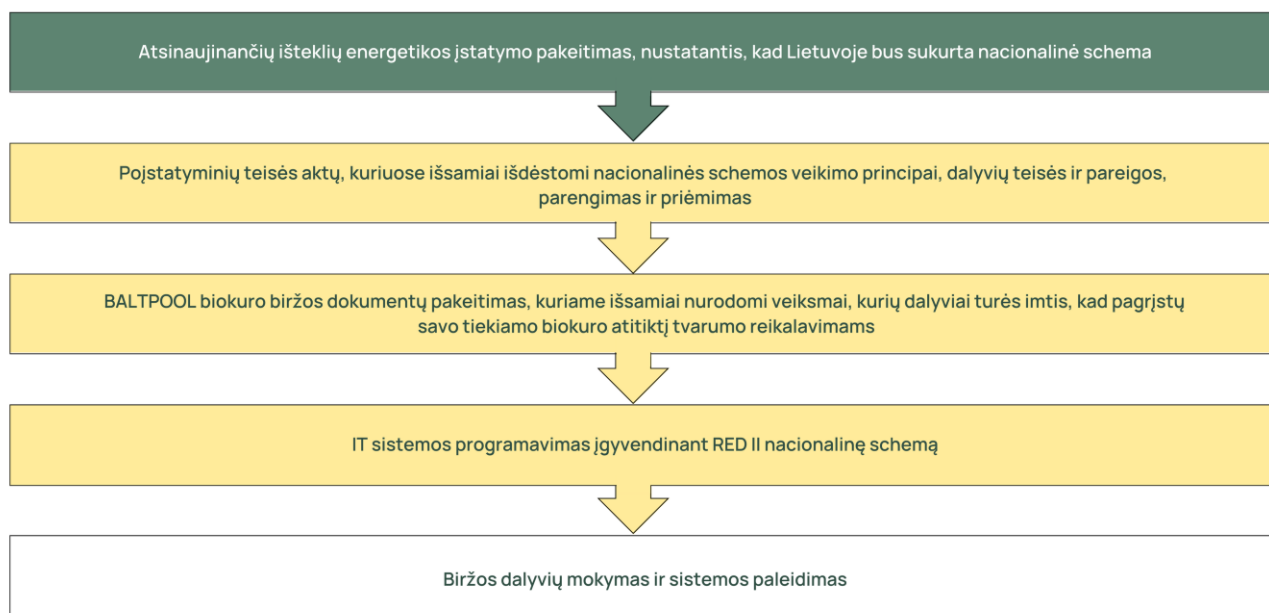 Atsinaujinančių išteklių energetikos įstatymo pakeitimas, nustatantis, kad Lietuvoje bus sukurta nacionalinė schema
Poįstatyminių teisės aktų, kuriuose išsamiai išdėstomi nacionalinės schemos veikimo principai, dalyvių teisės ir pareigos,
parengimas ir priėmimas
BALTPOOL biokuro biržos dokumentų pakeitimas, kuriame išsamiai nurodomi veiksmai, kurių dalyviai turės imtis, kad pagrįstų
savo tiekiamo biokuro atitiktį tvarumo reikalavimams
IT sistemos programavimas įgyvendinant RED II nacionalinę schemą
Biržos dalyvių mokymas ir sistemos paleidimas